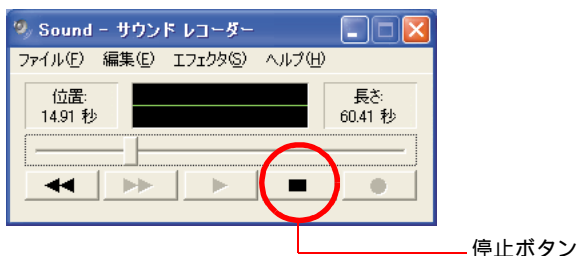 Sound - サウンド レコーダー
ファイル(F) 編集(E) エフェクタ(S) ヘルプ(H)
位置:
14.91 秒
長さ:
60.41 秒
停止ボタン